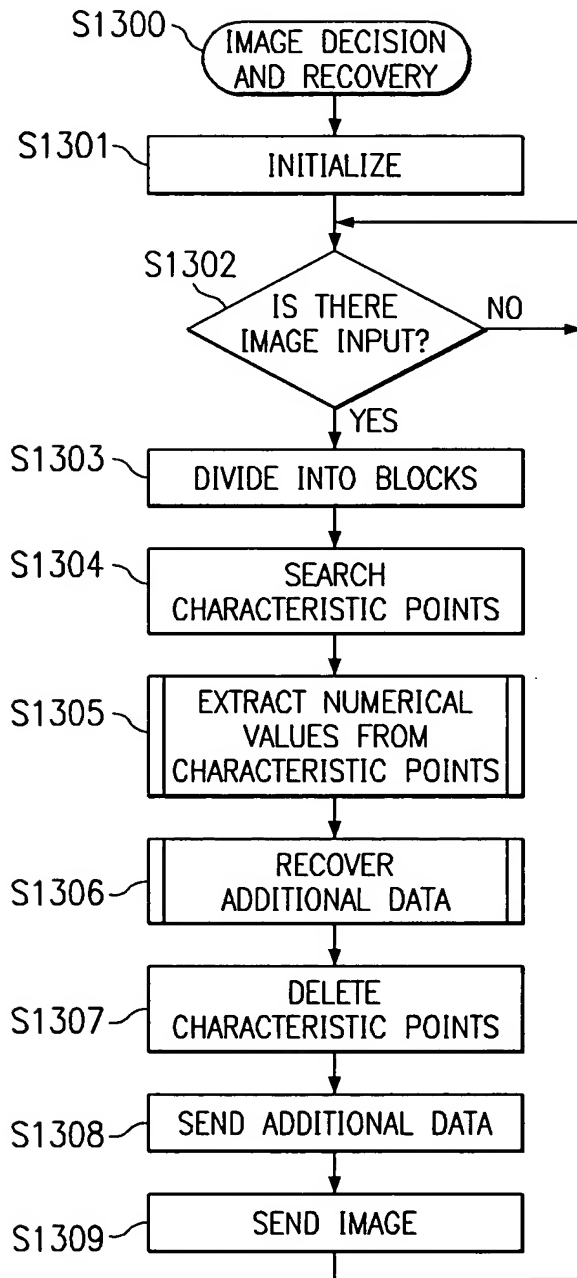 S1300
IMAGE DECISION
AND RECOVERY
S1301
INITIALIZE
S1302
IS THERE
IMAGE INPUT?
NO
YES
S1303
DIVIDE INTO BLOCKS
S1304
SEARCH
CHARACTERISTIC POINTS
S1305
EXTRACT NUMERICAL
VALUES FROM
CHARACTERISTIC POINTS
S1306
RECOVER
ADDITIONAL DATA
S1307
DELETE
CHARACTERISTIC POINTS
S1308
SEND ADDITIONAL DATA
S1309
SEND IMAGE